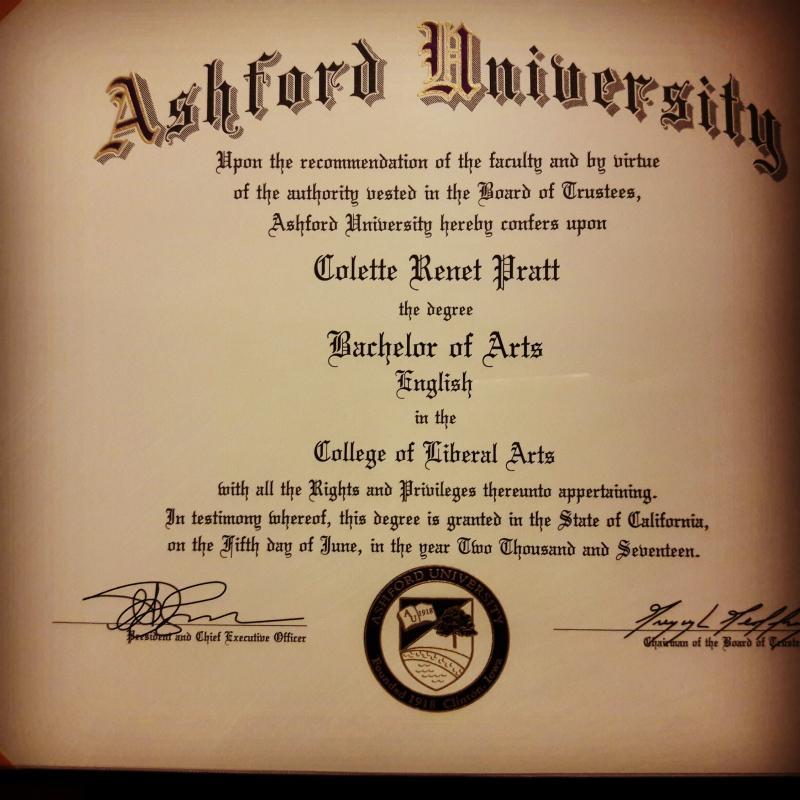 Ashford University
Upon the recommendation of the faculty and by virtue
of the authority vested in the Board of Trustees,
Ashford University hereby confers upon
Colette Renet Pratt
the degree
Bachelor of Arts
English
in the
College of Liberal Arts
with all the Rights and Privileges thereunto appertaining.
In testimony whereof, this degree is granted in the State of California,
on the Fifth day of June, in the year Two Thousand and Seventeen.
President and Chief Executive Officer
ASHFORD UNIVERSITY
AU 1918
Founded 1918 Clinton, Iowa
Chairman of the Board of Truste